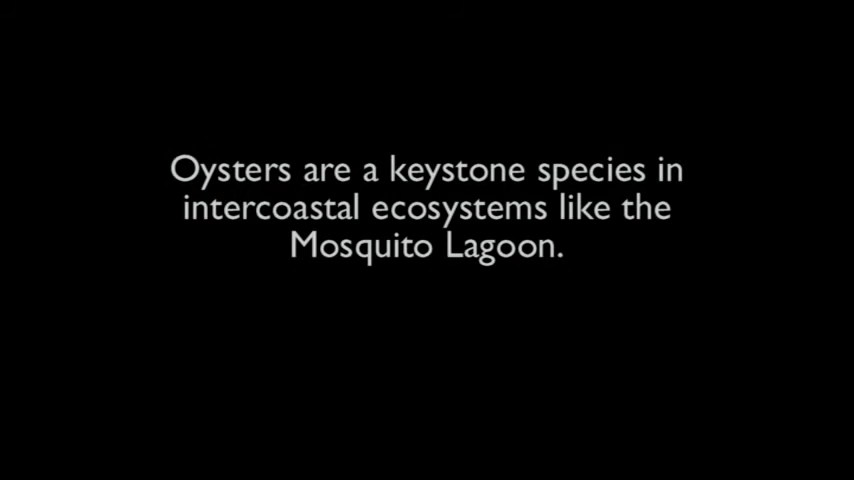 Oysters are a keystone species in
intercoastal ecosystems like the
Mosquito Lagoon.